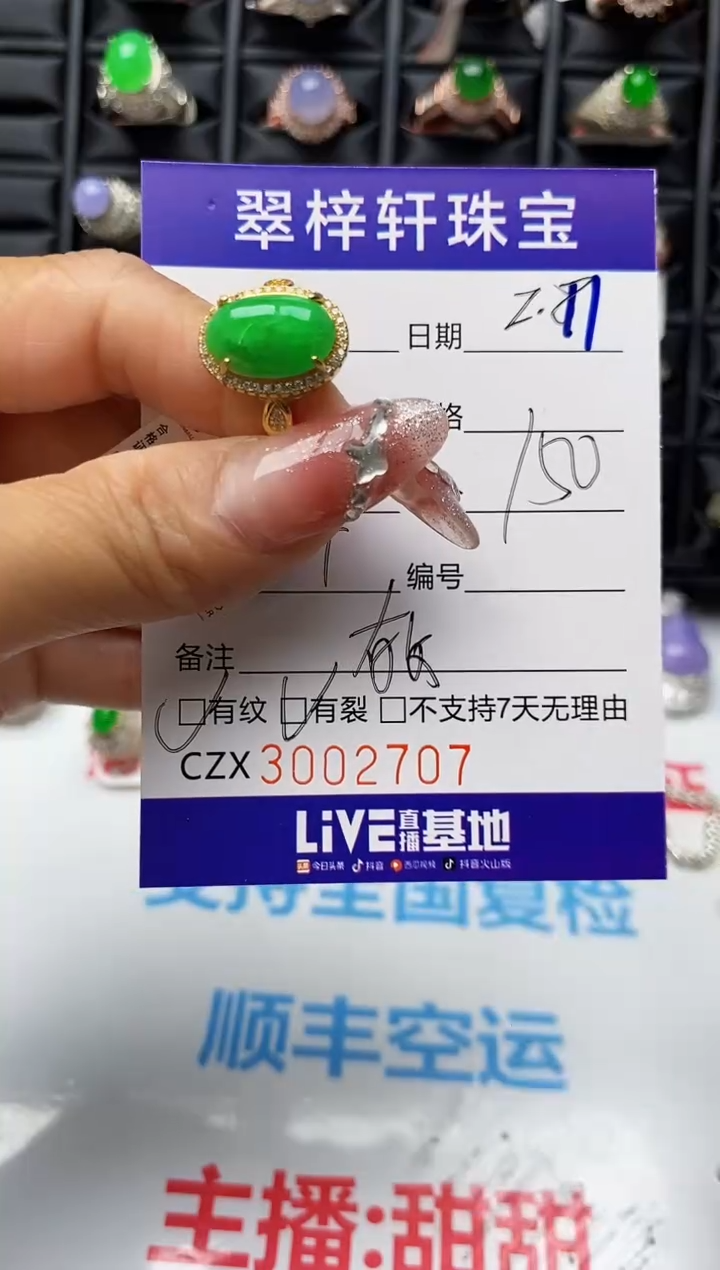 翠梓轩珠宝
日期
格
150
编号
备注
有纹 有裂 不支持7天无理由
CZX 3002707
LiVE直播基地
头条 今日头条 抖音 西瓜视频 抖音火山版
支持全国复检
顺丰空运
主播:甜甜